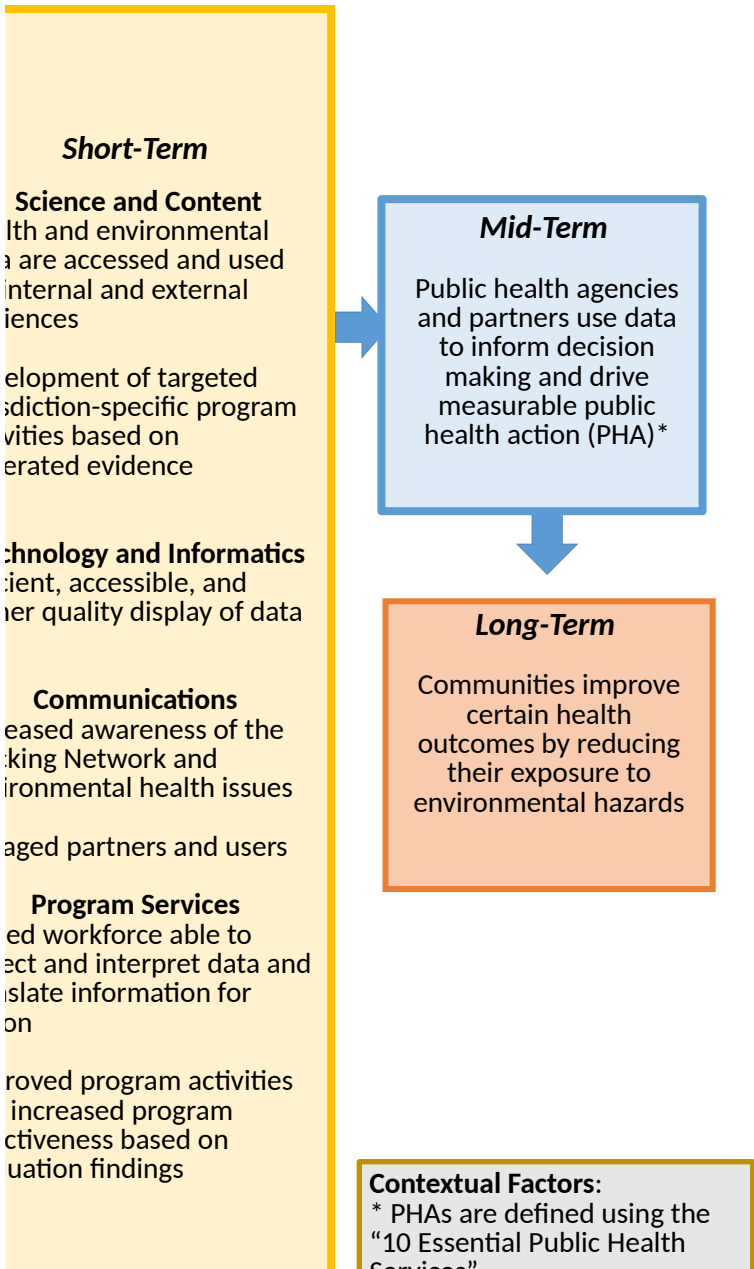 Short-Term
Science and Content
lth and environmental
a are accessed and used
internal and external
iences
elopment of targeted
sdiction-specific program
vities based on
erated evidence
chnology and Informatics
cient, accessible, and
her quality display of data
Communications
eased awareness of the
cking Network and
ironmental health issues
aged partners and users
Program Services
ed workforce able to
ect and interpret data and
nslate information for
on
roved program activities
increased program
ctiveness based on
uation findings
Mid-Term
Public health agencies
and partners use data
to inform decision
making and drive
measurable public
health action (PHA)*
Long-Term
Communities improve
certain health
outcomes by reducing
their exposure to
environmental hazards
Contextual Factors:
* PHAs are defined using the
“10 Essential Public Health
Services”